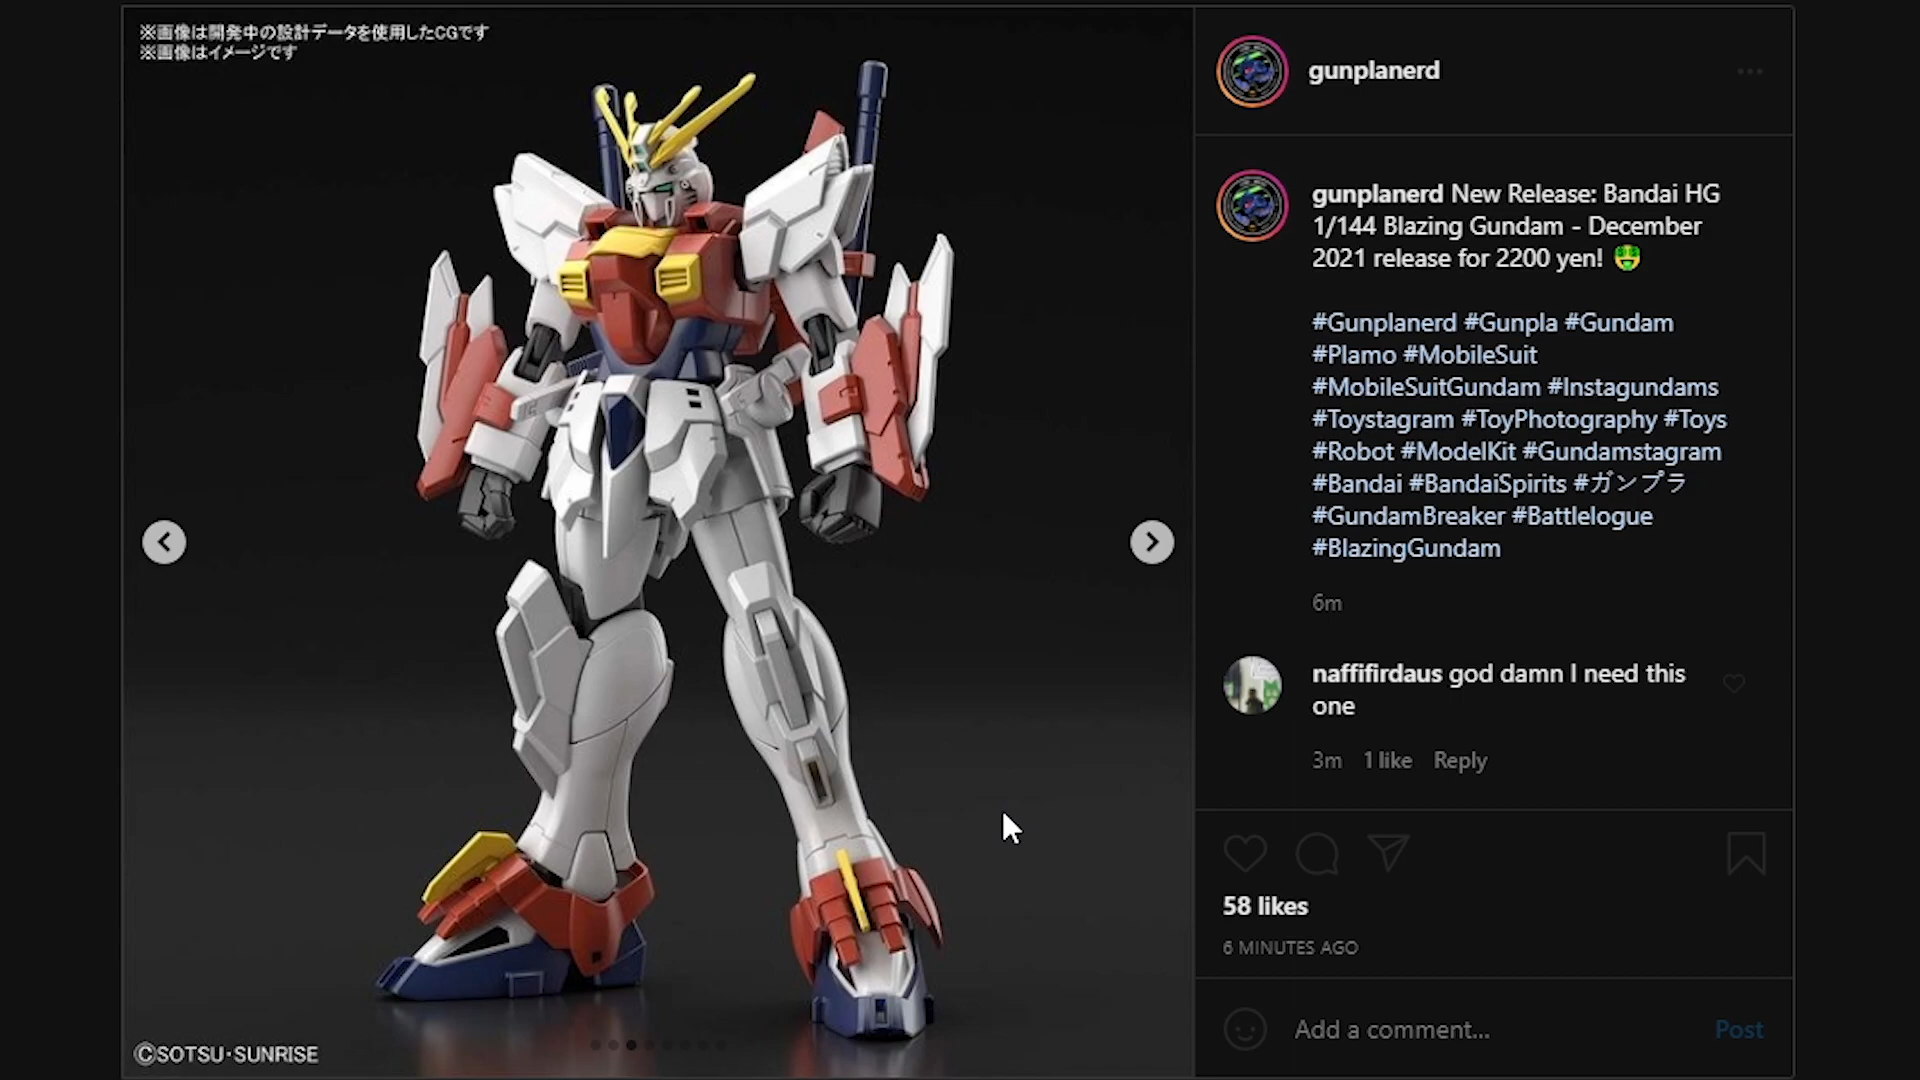 ※画像は開発中の設計データを使用したCGです
※画像はイメージです
gunplanerd
gunplanerd New Release: Bandai HG
1/144 Blazing Gundam - December
2021 release for 2200 yen! 🤑
#Gunplanerd #Gunpla #Gundam
#Plamo #MobileSuit
#MobileSuitGundam #Instagundams
#Toystagram #ToyPhotography #Toys
#Robot #ModelKit #Gundamstagram
#Bandai #BandaiSpirits #ガンプラ
#GundamBreaker #Battlelogue
#BlazingGundam
6m
naffifirdaus god damn I need this
one
3m 1 like Reply
58 likes
6 MINUTES AGO
Add a comment...
Post
©SOTSU・SUNRISE